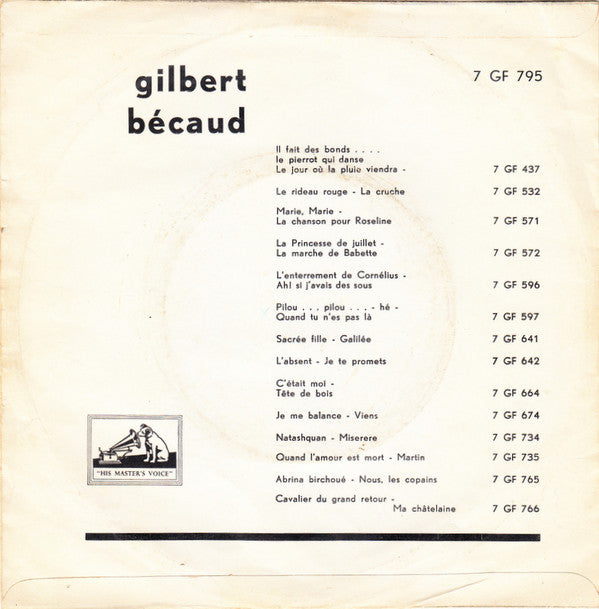 gilbert
bécaud
7 GF 795
Il fait des bonds . . . .
le pierrot qui danse
Le jour où la pluie viendra - 7 GF 437
Le rideau rouge - La cruche 7 GF 532
Marie, Marie -
La chanson pour Roseline 7 GF 571
La Princesse de juillet -
La marche de Babette 7 GF 572
L'enterrement de Cornélius -
Ah! si j'avais des sous 7 GF 596
Pilou . . . pilou . . . - hé -
Quand tu n'es pas là 7 GF 597
Sacrée fille - Galilée 7 GF 641
L'absent - Je te promets 7 GF 642
C'était moi -
Tête de bois 7 GF 664
Je me balance - Viens 7 GF 674
Natashquan - Miserere 7 GF 734
Quand l'amour est mort - Martin 7 GF 735
Abrina birchoué - Nous, les copains 7 GF 765
Cavalier du grand retour -
Ma châtelaine 7 GF 766
"HIS MASTER'S VOICE"